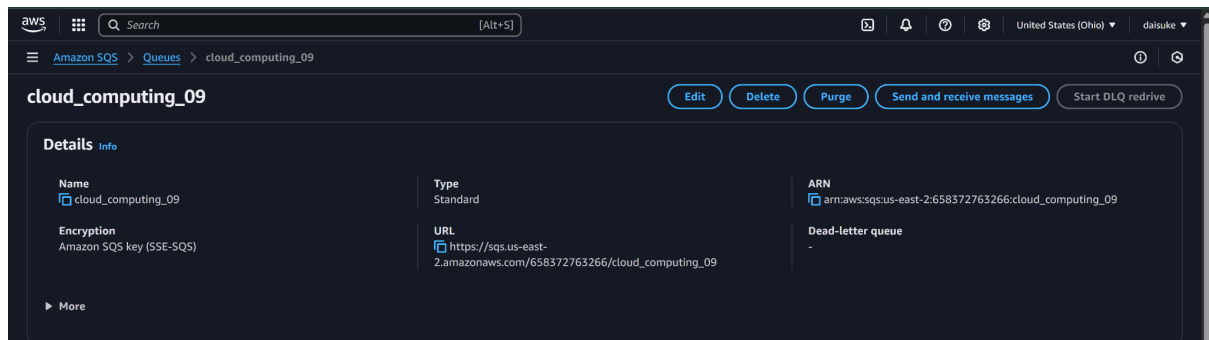 aws
Search
[Alt+S]
United States (Ohio)
daisuke
Amazon SQS > Queues > cloud_computing_09
cloud_computing_09
Edit
Delete
Purge
Send and receive messages
Start DLQ redrive
Details Info
Name
cloud_computing_09
Type
Standard
ARN
arn:aws:sqs:us-east-2:658372763266:cloud_computing_09
Encryption
Amazon SQS key (SSE-SQS)
URL
https://sqs.us-east-
2.amazonaws.com/658372763266/cloud_computing_09
Dead-letter queue
-
More